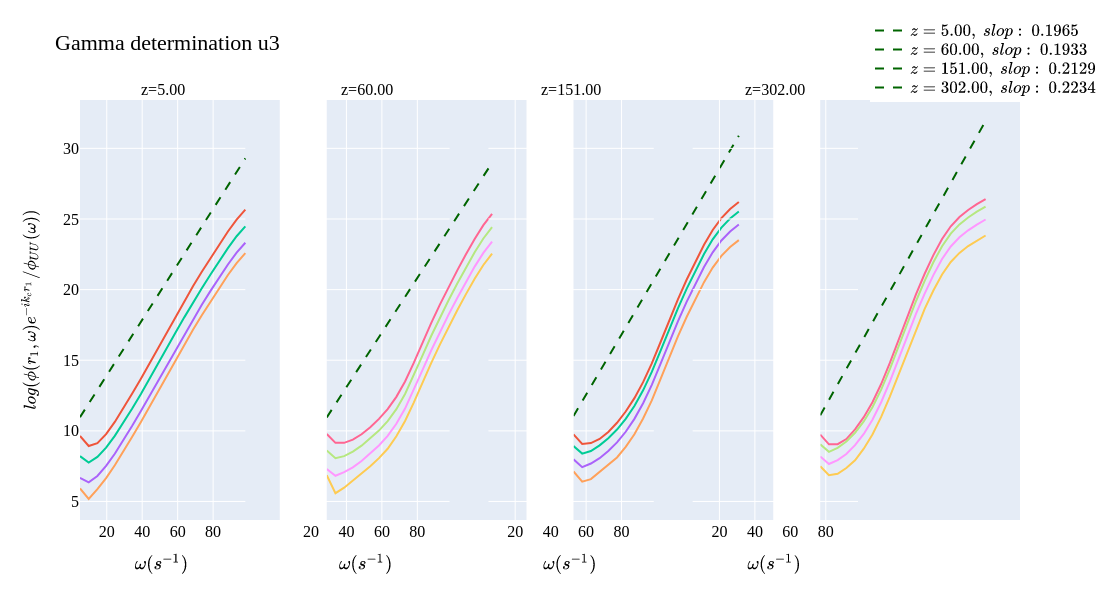 Gamma determination u3
z = 5.00, slop : 0.1965
z = 60.00, slop : 0.1933
z = 151.00, slop : 0.2129
z = 302.00, slop : 0.2234
z=5.00 z=60.00 z=151.00 z=302.00
log(ϕ(r₁, ω)e^{−ik_c r₁}/ϕ_{UU}(ω))
30
25
20
15
10
5
20 40 60 80 20 40 60 80 20 40 60 80 20 40 60 80
ω(s⁻¹) ω(s⁻¹) ω(s⁻¹) ω(s⁻¹)